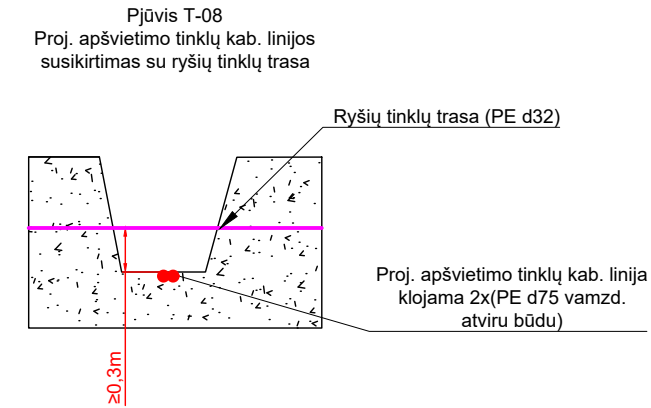 Pjūvis T-08
Proj. apšvietimo tinklų kab. linijos
susikirtimas su ryšių tinklų trasa
Ryšių tinklų trasa (PE d32)
Proj. apšvietimo tinklų kab. linija
klojama 2x(PE d75 vamzd.
atviru būdu)
≥0,3m